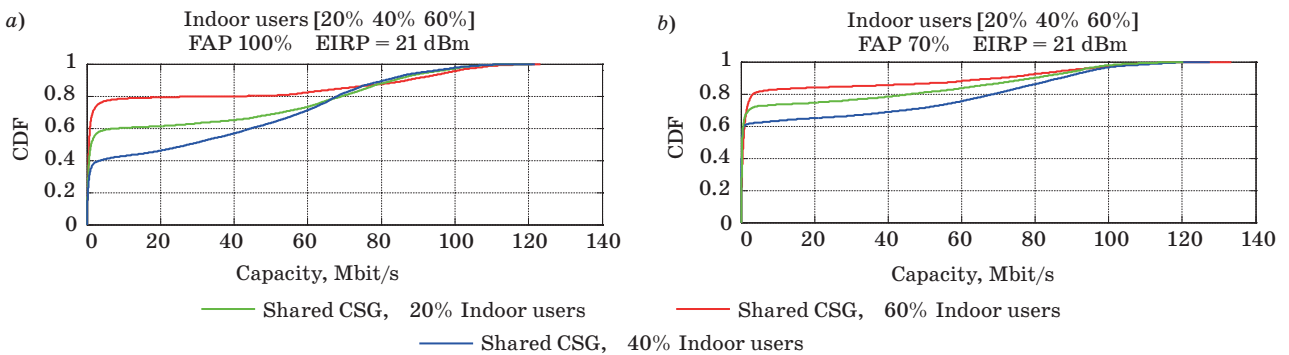 a)
Indoor users [20% 40% 60%]
FAP 100% EIRP = 21 dBm
CDF
1
0.8
0.6
0.4
0.2
0
0 20 40 60 80 100 120 140
Capacity, Mbit/s
b)
Indoor users [20% 40% 60%]
FAP 70% EIRP = 21 dBm
CDF
1
0.8
0.6
0.4
0.2
0
0 20 40 60 80 100 120 140
Capacity, Mbit/s
Shared CSG, 20% Indoor users
Shared CSG, 60% Indoor users
Shared CSG, 40% Indoor users